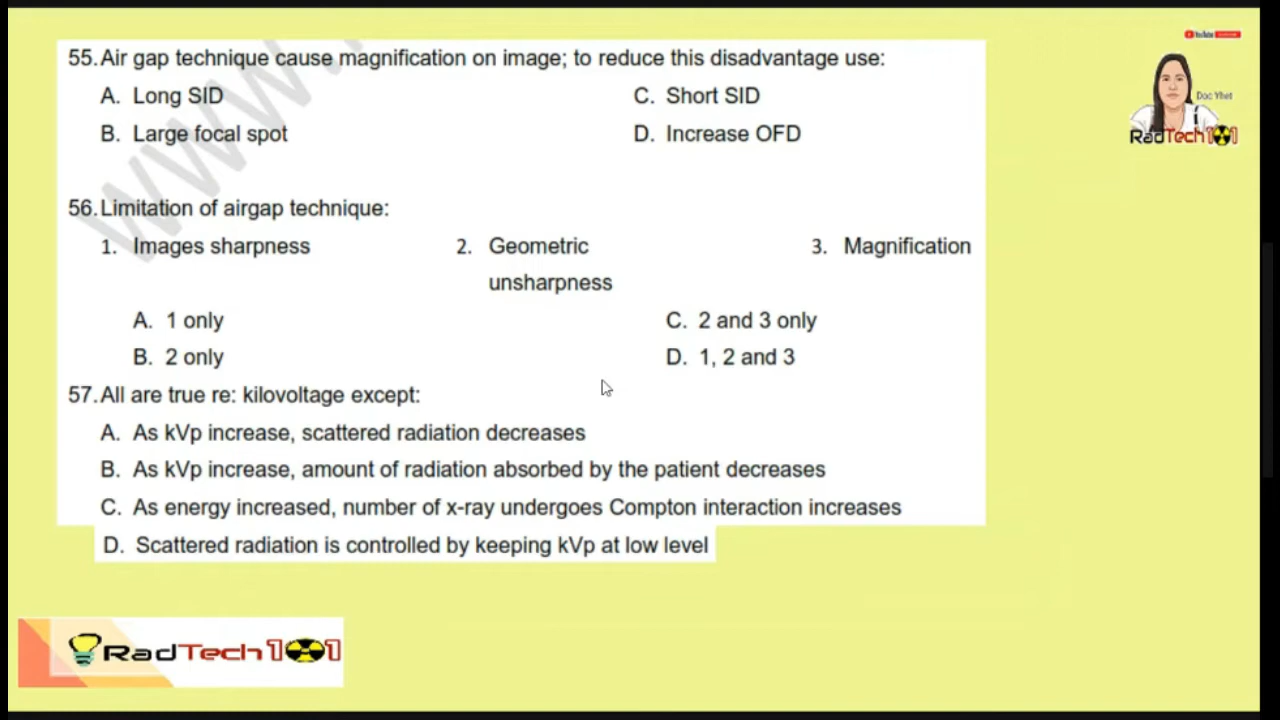 55. Air gap technique cause magnification on image; to reduce this disadvantage use:
A. Long SID
C. Short SID
B. Large focal spot
D. Increase OFD
Doc Yhet
RadTech101
56. Limitation of airgap technique:
1. Images sharpness
2. Geometric unsharpness
3. Magnification
A. 1 only
C. 2 and 3 only
B. 2 only
D. 1, 2 and 3
57. All are true re: kilovoltage except:
A. As kVp increase, scattered radiation decreases
B. As kVp increase, amount of radiation absorbed by the patient decreases
C. As energy increased, number of x-ray undergoes Compton interaction increases
D. Scattered radiation is controlled by keeping kVp at low level
RadTech101
www.
YouTube